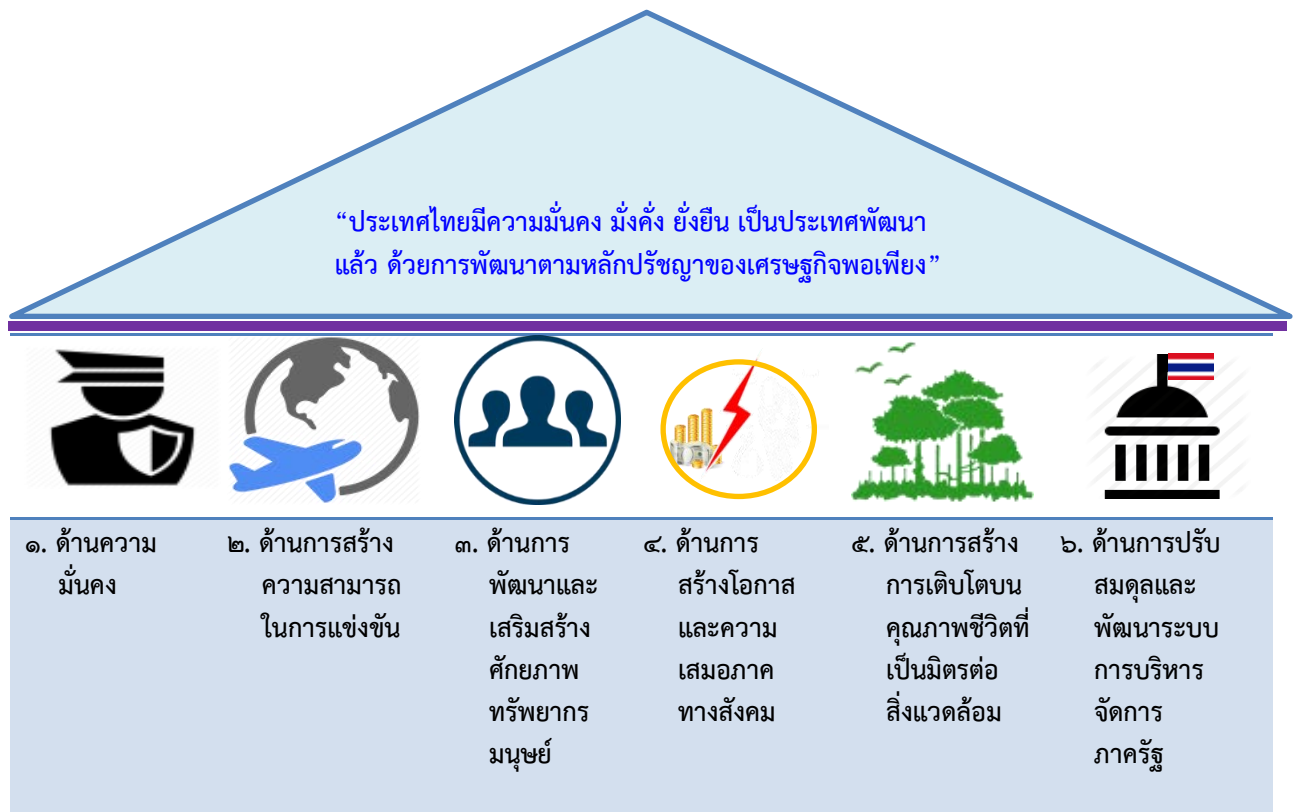 “ประเทศไทยมีความมั่นคง มั่งคั่ง ยั่งยืน เป็นประเทศพัฒนา
แล้ว ด้วยการพัฒนาตามหลักปรัชญาของเศรษฐกิจพอเพียง”
๑. ด้านความ
มั่นคง
๒. ด้านการสร้าง
ความสามารถ
ในการแข่งขัน
๓. ด้านการ
พัฒนาและ
เสริมสร้าง
ศักยภาพ
ทรัพยากร
มนุษย์
๔. ด้านการ
สร้างโอกาส
และความ
เสมอภาค
ทางสังคม
๕. ด้านการสร้าง
การเติบโตบน
คุณภาพชีวิตที่
เป็นมิตรต่อ
สิ่งแวดล้อม
๖. ด้านการปรับ
สมดุลและ
พัฒนาระบบ
การบริหาร
จัดการ
ภาครัฐ